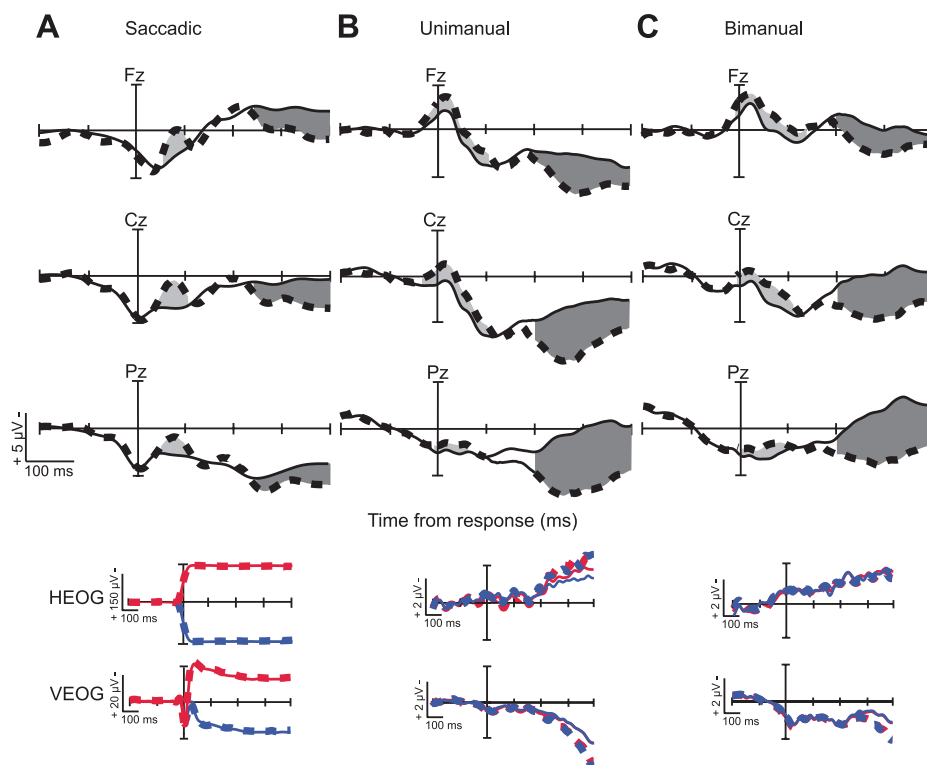 A Saccadic B Unimanual C Bimanual
Fz Fz Fz
Cz Cz Cz
Pz Pz Pz
+ 5 µV -
100 ms
Time from response (ms)
HEOG
+ 150 µV -
100 ms
+ 2 µV -
100 ms
+ 2 µV -
100 ms
VEOG
+ 20 µV -
100 ms
+ 2 µV -
100 ms
+ 2 µV -
100 ms